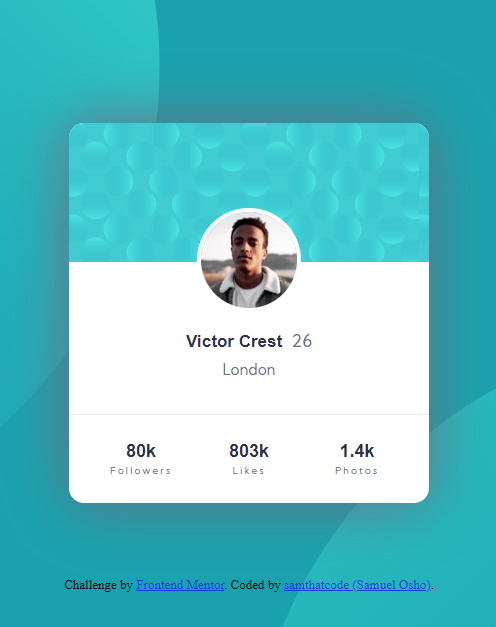 Victor Crest 26
London
80k 803k 1.4k
Followers Likes Photos
Challenge by Frontend Mentor. Coded by samthatcode (Samuel Osho).